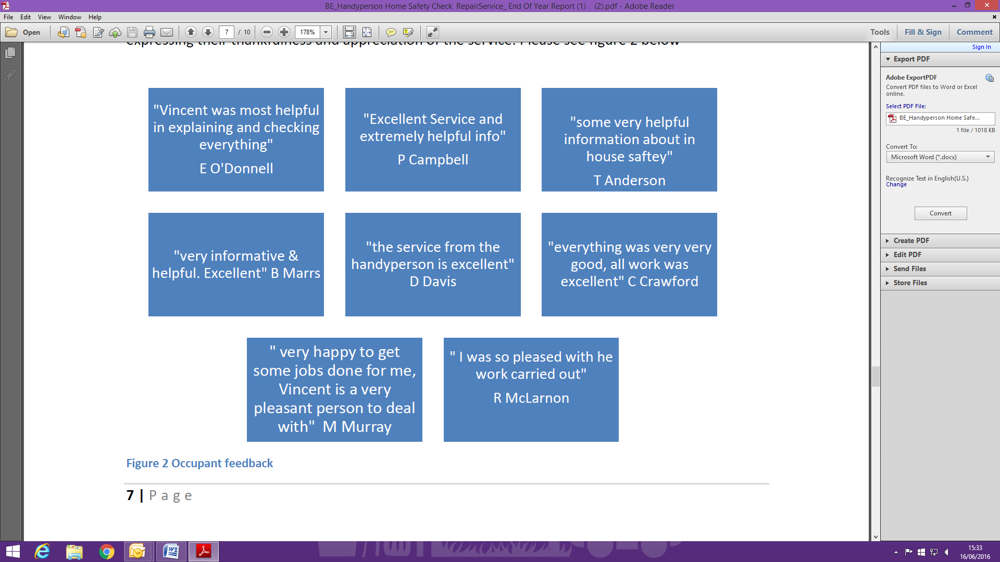 BE_Handyperson Home Safety Check RepairService_ End Of Year Report (1) (2).pdf - Adobe Reader
File Edit View Window Help
Open 7 / 10 178% Tools Fill & Sign Comment
expressing their thankfulness and appreciation of the service. Please see figure 2 below
"Vincent was most helpful
in explaining and checking
everything"
E O'Donnell
"Excellent Service and
extremely helpful info"
P Campbell
"some very helpful
information about in
house saftey"
T Anderson
"very informative &
helpful. Excellent" B Marrs
"the service from the
handyperson is excellent"
D Davis
"everything was very very
good, all work was
excellent" C Crawford
" very happy to get
some jobs done for me,
Vincent is a very
pleasant person to deal
with" M Murray
" I was so pleased with he
work carried out"
R McLarnon
Figure 2 Occupant feedback
7 | Page
Sign In
Export PDF
Adobe ExportPDF
Convert PDF files to Word or Excel
online.
Select PDF File:
BE_Handyperson Home Safe...
1 file / 1018 KB
Convert To:
Microsoft Word (*.docx)
Recognize Text in English(U.S.)
Change
Convert
Create PDF
Edit PDF
Send Files
Store Files
15:33
16/06/2016